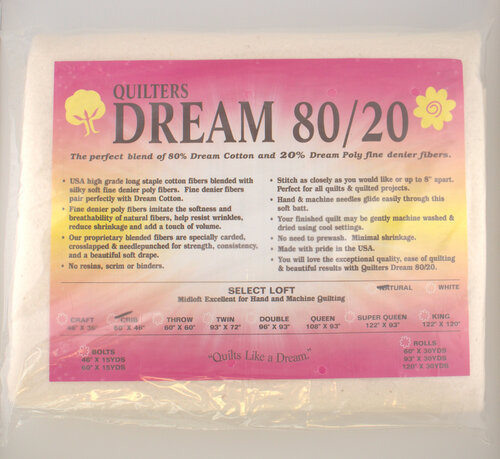 QUILTERS
DREAM 80/20
The perfect blend of 80% Dream Cotton and 20% Dream Poly fine denier fibers.
• USA high grade long staple cotton fibers blended with
silky soft fine denier poly fibers. Fine denier fibers
pair perfectly with Dream Cotton.
• Fine denier poly fibers imitate the softness and
breathability of natural fibers, help resist wrinkles,
reduce shrinkage and add a touch of volume.
• Our proprietary blended fibers are specially carded,
crosslapped & needlepunched for strength, consistency,
and a beautiful soft drape.
• No resins, scrim or binders.
• Stitch as closely as you would like or up to 8" apart.
Perfect for all quilts & quilted projects.
• Hand & machine needles glide easily through this
soft batt.
• Your finished quilt may be gently machine washed &
dried using cool settings.
• No need to prewash. Minimal shrinkage.
• Made with pride in the USA.
• You will love the exceptional quality, ease of quilting
& beautiful results with Quilters Dream 80/20.
SELECT LOFT
Midloft Excellent for Hand and Machine Quilting
NATURAL WHITE
CRAFT CRIB THROW TWIN DOUBLE QUEEN SUPER QUEEN KING
46" X 36" 60" X 46" 60" X 60" 93" X 72" 96" X 93" 108" X 93" 122" X 93" 122" X 120"
BOLTS
46" X 15YDS
60" X 15YDS
"Quilts Like a Dream."
ROLLS
60" X 30YDS
93" X 30YDS
120" X 30YDS